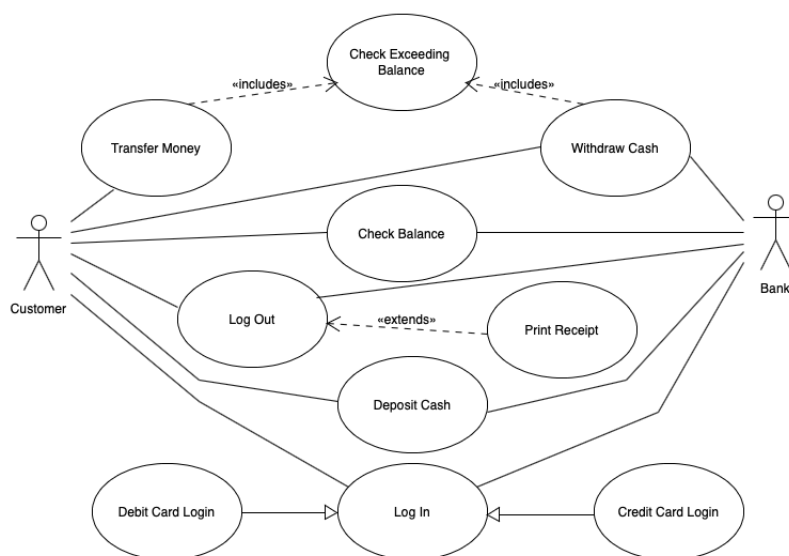 Check Exceeding
Balance
«includes»
«includes»
Transfer Money
Withdraw Cash
Check Balance
Customer
Bank
Log Out
«extends»
Print Receipt
Deposit Cash
Debit Card Login
Log In
Credit Card Login